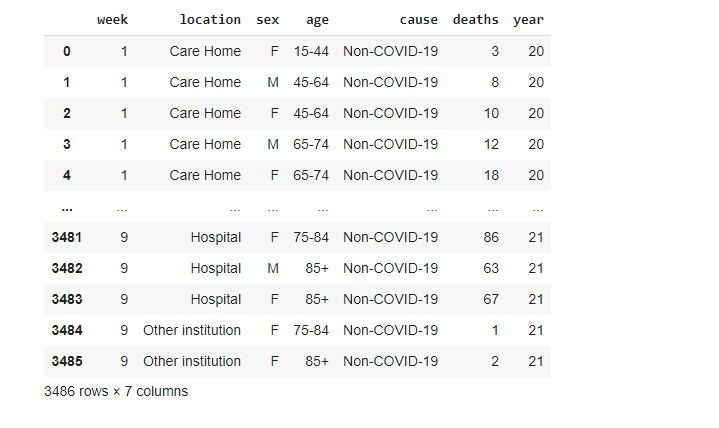 week location sex age cause deaths year
0 1 Care Home F 15-44 Non-COVID-19 3 20
1 1 Care Home M 45-64 Non-COVID-19 8 20
2 1 Care Home F 45-64 Non-COVID-19 10 20
3 1 Care Home M 65-74 Non-COVID-19 12 20
4 1 Care Home F 65-74 Non-COVID-19 18 20
... ... ... ... ... ... ... ...
3481 9 Hospital F 75-84 Non-COVID-19 86 21
3482 9 Hospital M 85+ Non-COVID-19 63 21
3483 9 Hospital F 85+ Non-COVID-19 67 21
3484 9 Other institution F 75-84 Non-COVID-19 1 21
3485 9 Other institution F 85+ Non-COVID-19 2 21
3486 rows × 7 columns